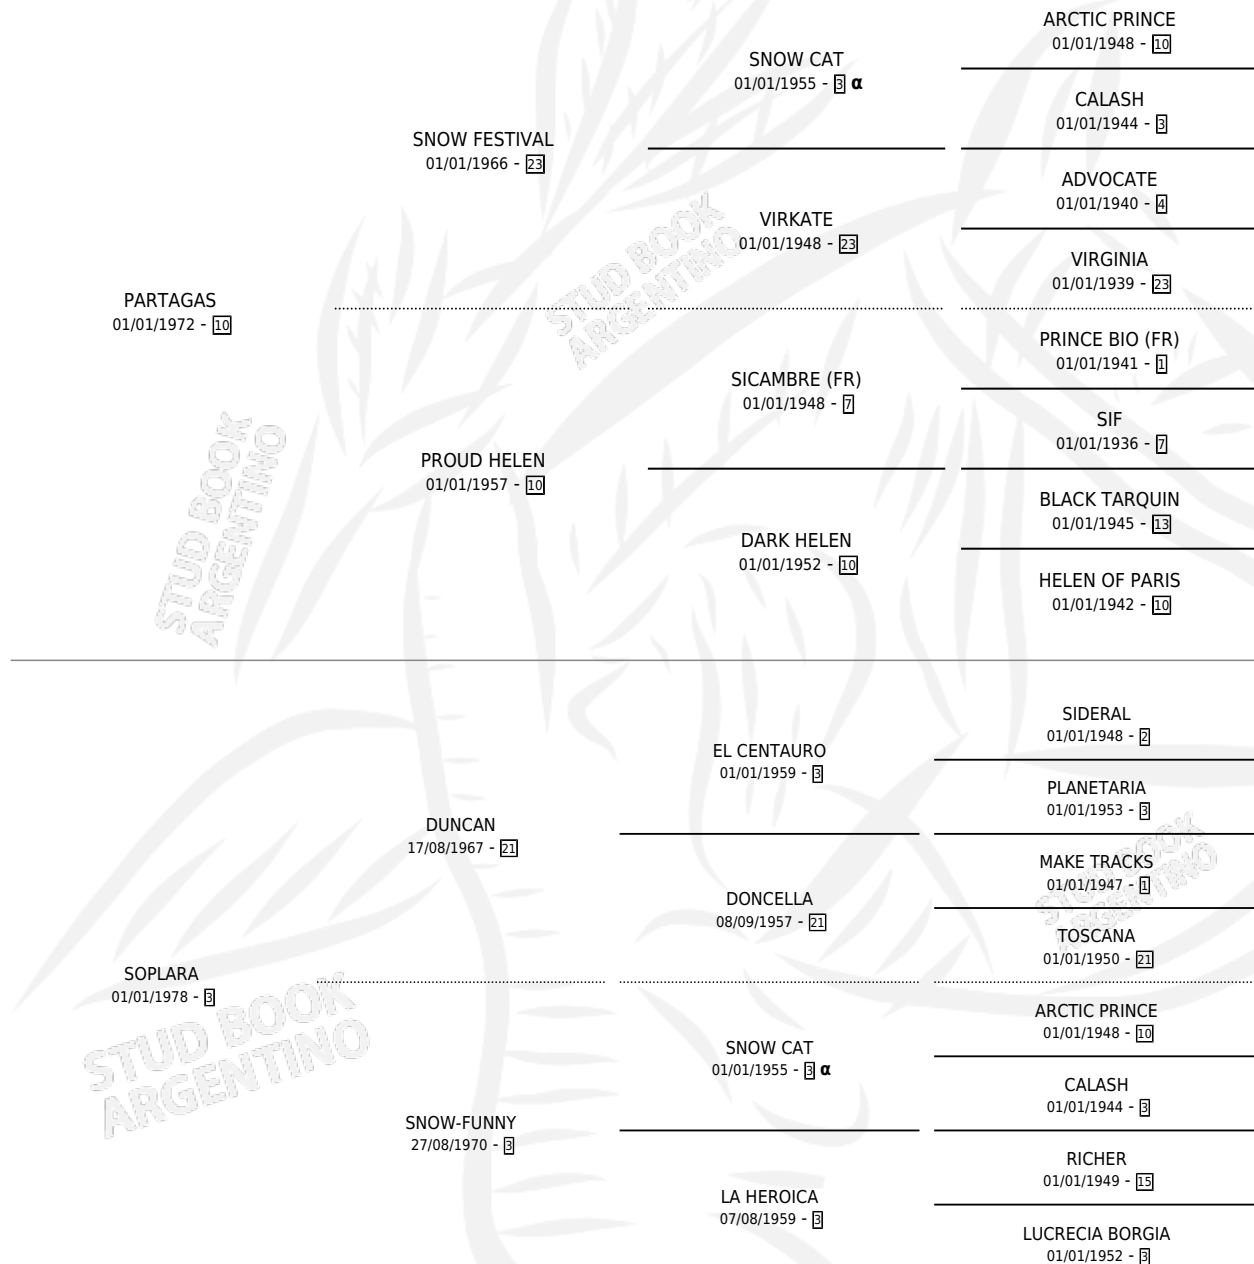 ARCTIC PRINCE
01/01/1948 - 10
SNOW CAT
01/01/1955 - 3 α
CALASH
01/01/1944 - 3
SNOW FESTIVAL
01/01/1966 - 23
ADVOCATE
01/01/1940 - 4
VIRKATE
01/01/1948 - 23
VIRGINIA
01/01/1939 - 23
PARTAGAS
01/01/1972 - 10
PRINCE BIO (FR)
01/01/1941 - 1
SICAMBRE (FR)
01/01/1948 - 7
SIF
01/01/1936 - 7
PROUD HELEN
01/01/1957 - 10
BLACK TARQUIN
01/01/1945 - 13
DARK HELEN
01/01/1952 - 10
HELEN OF PARIS
01/01/1942 - 10
SIDERAL
01/01/1948 - 2
EL CENTAURO
01/01/1959 - 3
PLANETARIA
01/01/1953 - 3
DUNCAN
17/08/1967 - 21
MAKE TRACKS
01/01/1947 - 1
DONCELLA
08/09/1957 - 21
TOSCANA
01/01/1950 - 21
SOPLARA
01/01/1978 - 3
ARCTIC PRINCE
01/01/1948 - 10
SNOW CAT
01/01/1955 - 3 α
CALASH
01/01/1944 - 3
SNOW-FUNNY
27/08/1970 - 3
RICHER
01/01/1949 - 15
LA HEROICA
07/08/1959 - 3
LUCRECIA BORGIA
01/01/1952 - 3
STUD BOOK
ARGENTINO
STUD BOOK
ARGENTINO
STUD BOOK
ARGENTINO
STUD BOOK
ARGENTINO